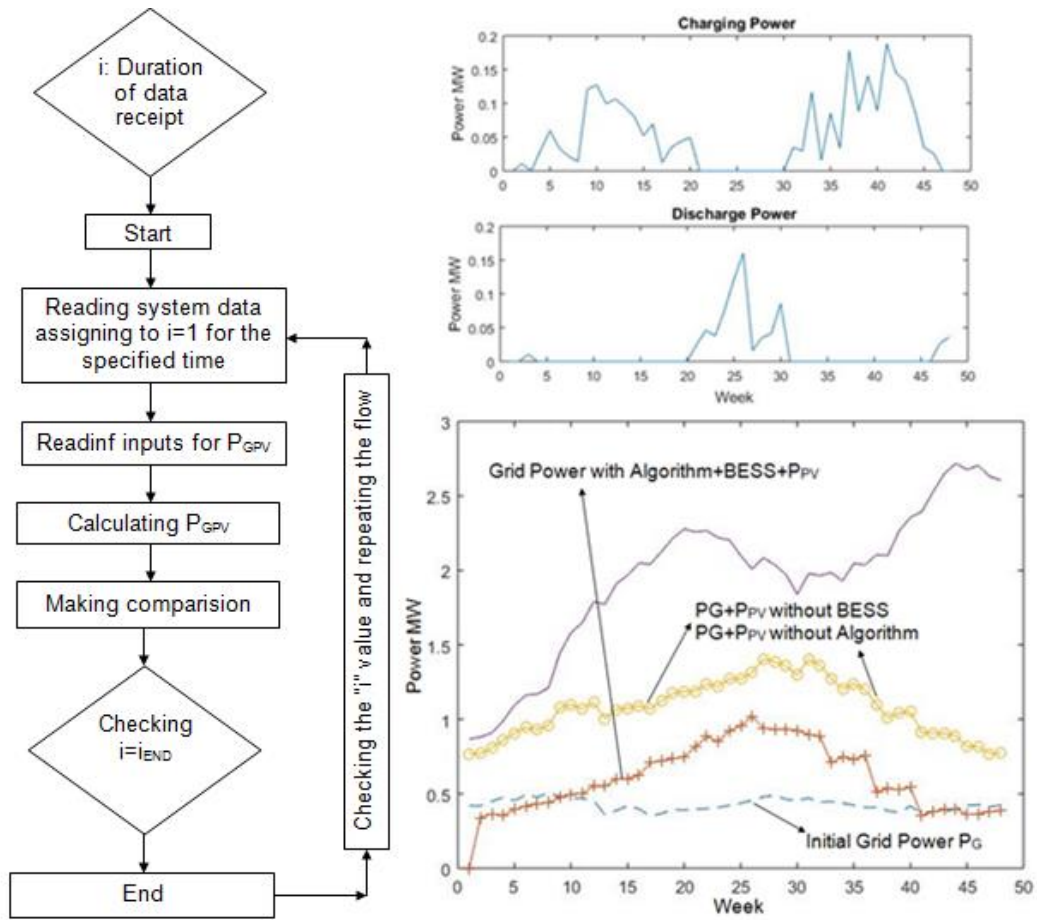 i: Duration
of data
receipt
Start
Reading system data
assigning to i=1 for the
specified time
Readinf inputs for PGPV
Calculating PGPV
Making comparision
Checking
i=iEND
End
Checking the "i" value and repeating the flow
Charging Power
Power MW
0.2
0.15
0.1
0.05
0
0 5 10 15 20 25 30 35 40 45 50
Week
Discharge Power
Power MW
0.2
0.15
0.1
0.05
0
0 5 10 15 20 25 30 35 40 45 50
Week
Power MW
3
2.5
2
1.5
1
0.5
0
Grid Power with Algorithm+BESS+PPV
PG+PPV without BESS
PG+PPV without Algorithm
Initial Grid Power PG
0 5 10 15 20 25 30 35 40 45 50
Week